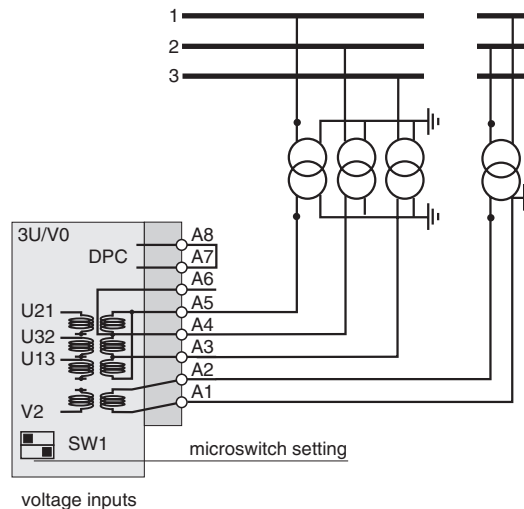 1
2
3
3U/V0
DPC
A8
A7
A6
U21
A5
U32
A4
U13
A3
A2
V2
A1
SW1
microswitch setting
voltage inputs